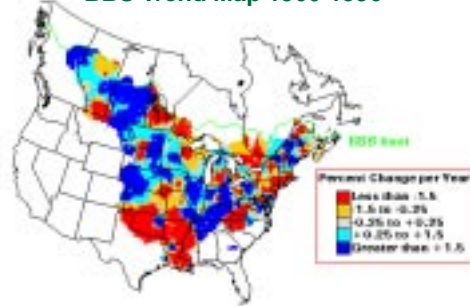 BBS Trend Map 1966-1996
BBS limit
Percent Change per Year
Less than -1.5
-1.5 to -0.25
-0.25 to +0.25
+0.25 to +1.5
Greater than +1.5